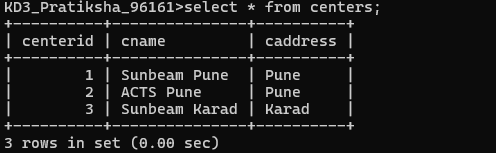 KD3_Pratiksha_96161>select * from centers;
+----------+---------------+----------+
| centerid | cname         | caddress |
+----------+---------------+----------+
|        1 | Sunbeam Pune  | Pune     |
|        2 | ACTS Pune     | Pune     |
|        3 | Sunbeam Karad | Karad    |
+----------+---------------+----------+
3 rows in set (0.00 sec)